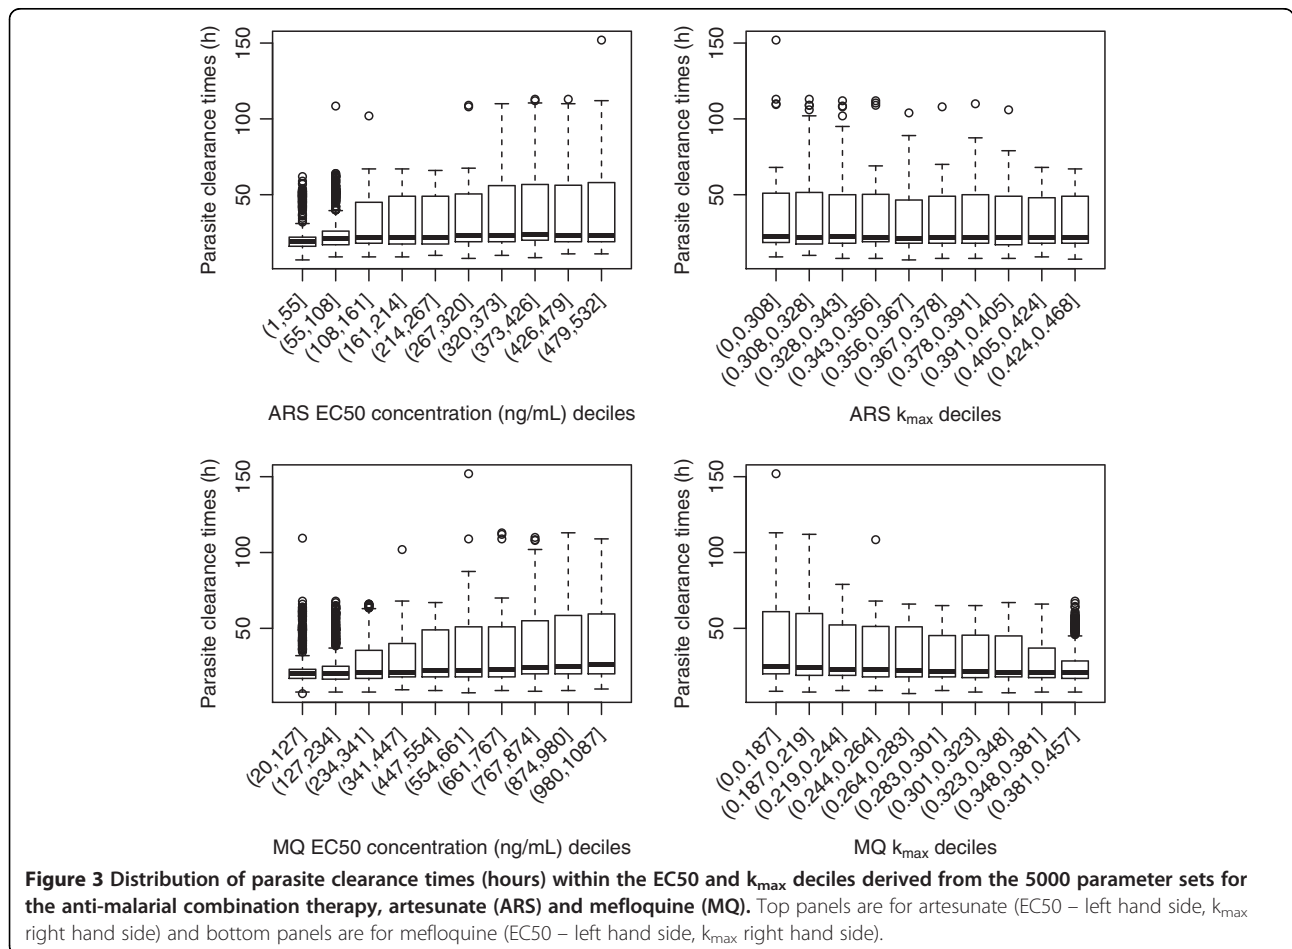 Parasite clearance times (h)
50 100 150
(1,55]
(55,108]
(108,161]
(161,214]
(214,267]
(267,320]
(320,373]
(373,426]
(426,479]
(479,532]
ARS EC50 concentration (ng/mL) deciles
Parasite clearance times (h)
50 100 150
(0,0.308]
(0.308,0.328]
(0.328,0.343]
(0.343,0.356]
(0.356,0.367]
(0.367,0.378]
(0.378,0.391]
(0.391,0.405]
(0.405,0.424]
(0.424,0.468]
ARS kmax deciles
Parasite clearance times (h)
50 100 150
(20,127]
(127,234]
(234,341]
(341,447]
(447,554]
(554,661]
(661,767]
(767,874]
(874,980]
(980,1087]
MQ EC50 concentration (ng/mL) deciles
Parasite clearance times (h)
50 100 150
(0,0.187]
(0.187,0.219]
(0.219,0.244]
(0.244,0.264]
(0.264,0.283]
(0.283,0.301]
(0.301,0.323]
(0.323,0.348]
(0.348,0.381]
(0.381,0.457]
MQ kmax deciles
Figure 3 Distribution of parasite clearance times (hours) within the EC50 and kmax deciles derived from the 5000 parameter sets for
the anti-malarial combination therapy, artesunate (ARS) and mefloquine (MQ). Top panels are for artesunate (EC50 – left hand side, kmax
right hand side) and bottom panels are for mefloquine (EC50 – left hand side, kmax right hand side).